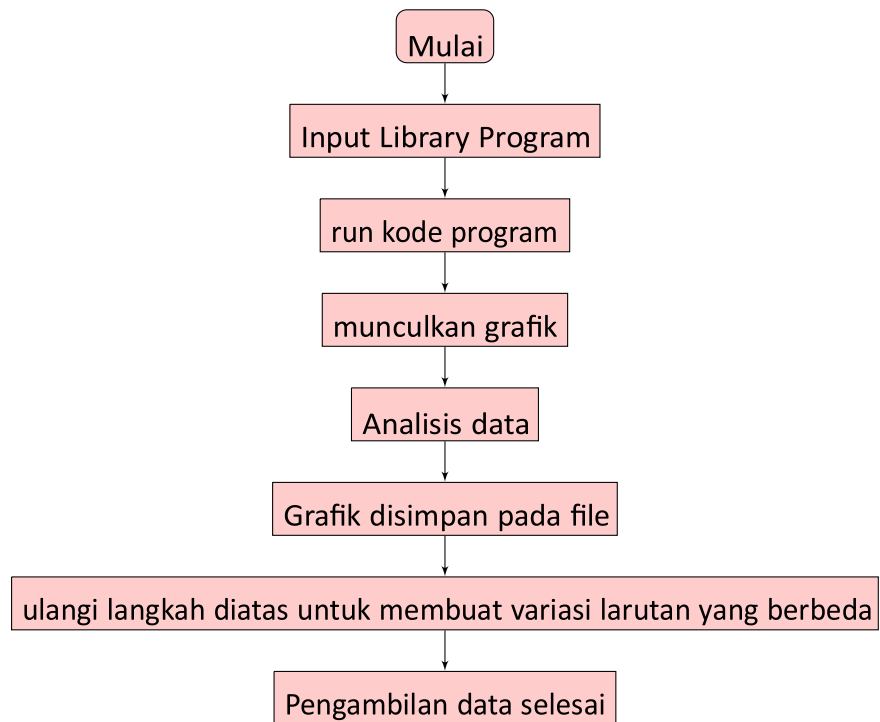 Mulai
Input Library Program
run kode program
munculkan grafik
Analisis data
Grafik disimpan pada file
ulangi langkah diatas untuk membuat variasi larutan yang berbeda
Pengambilan data selesai